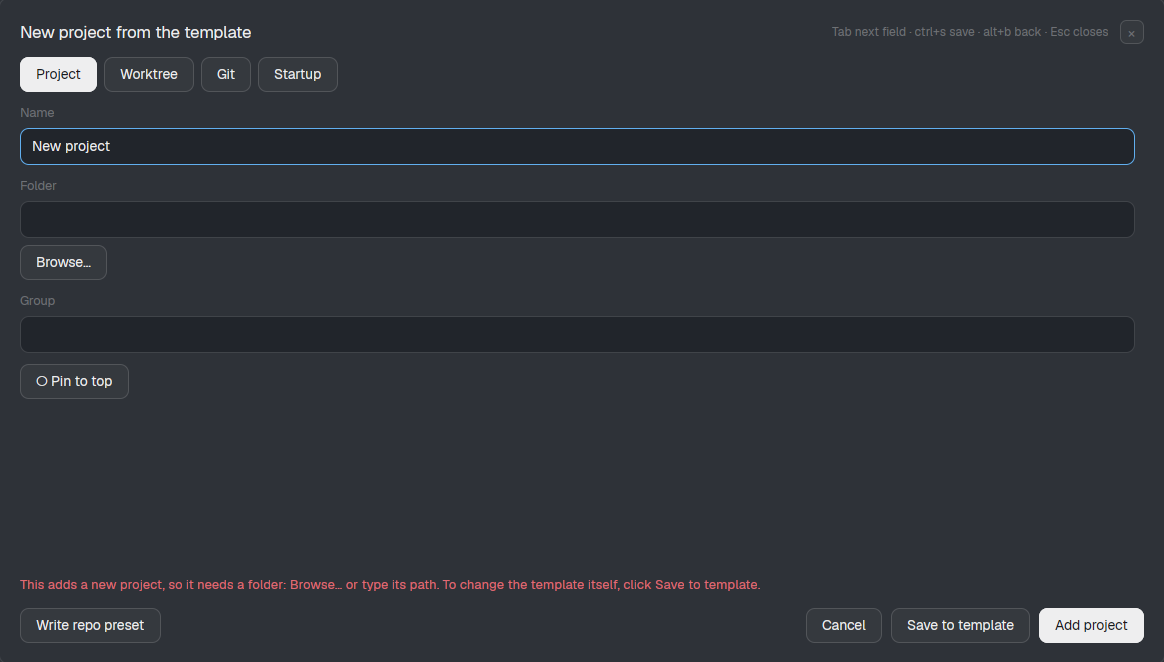 New project from the template
Tab next field · ctrl+s save · alt+b back · Esc closes
×
Project
Worktree
Git
Startup
Name
New project
Folder
Browse...
Group
Pin to top
This adds a new project, so it needs a folder: Browse... or type its path. To change the template itself, click Save to template.
Write repo preset
Cancel
Save to template
Add project